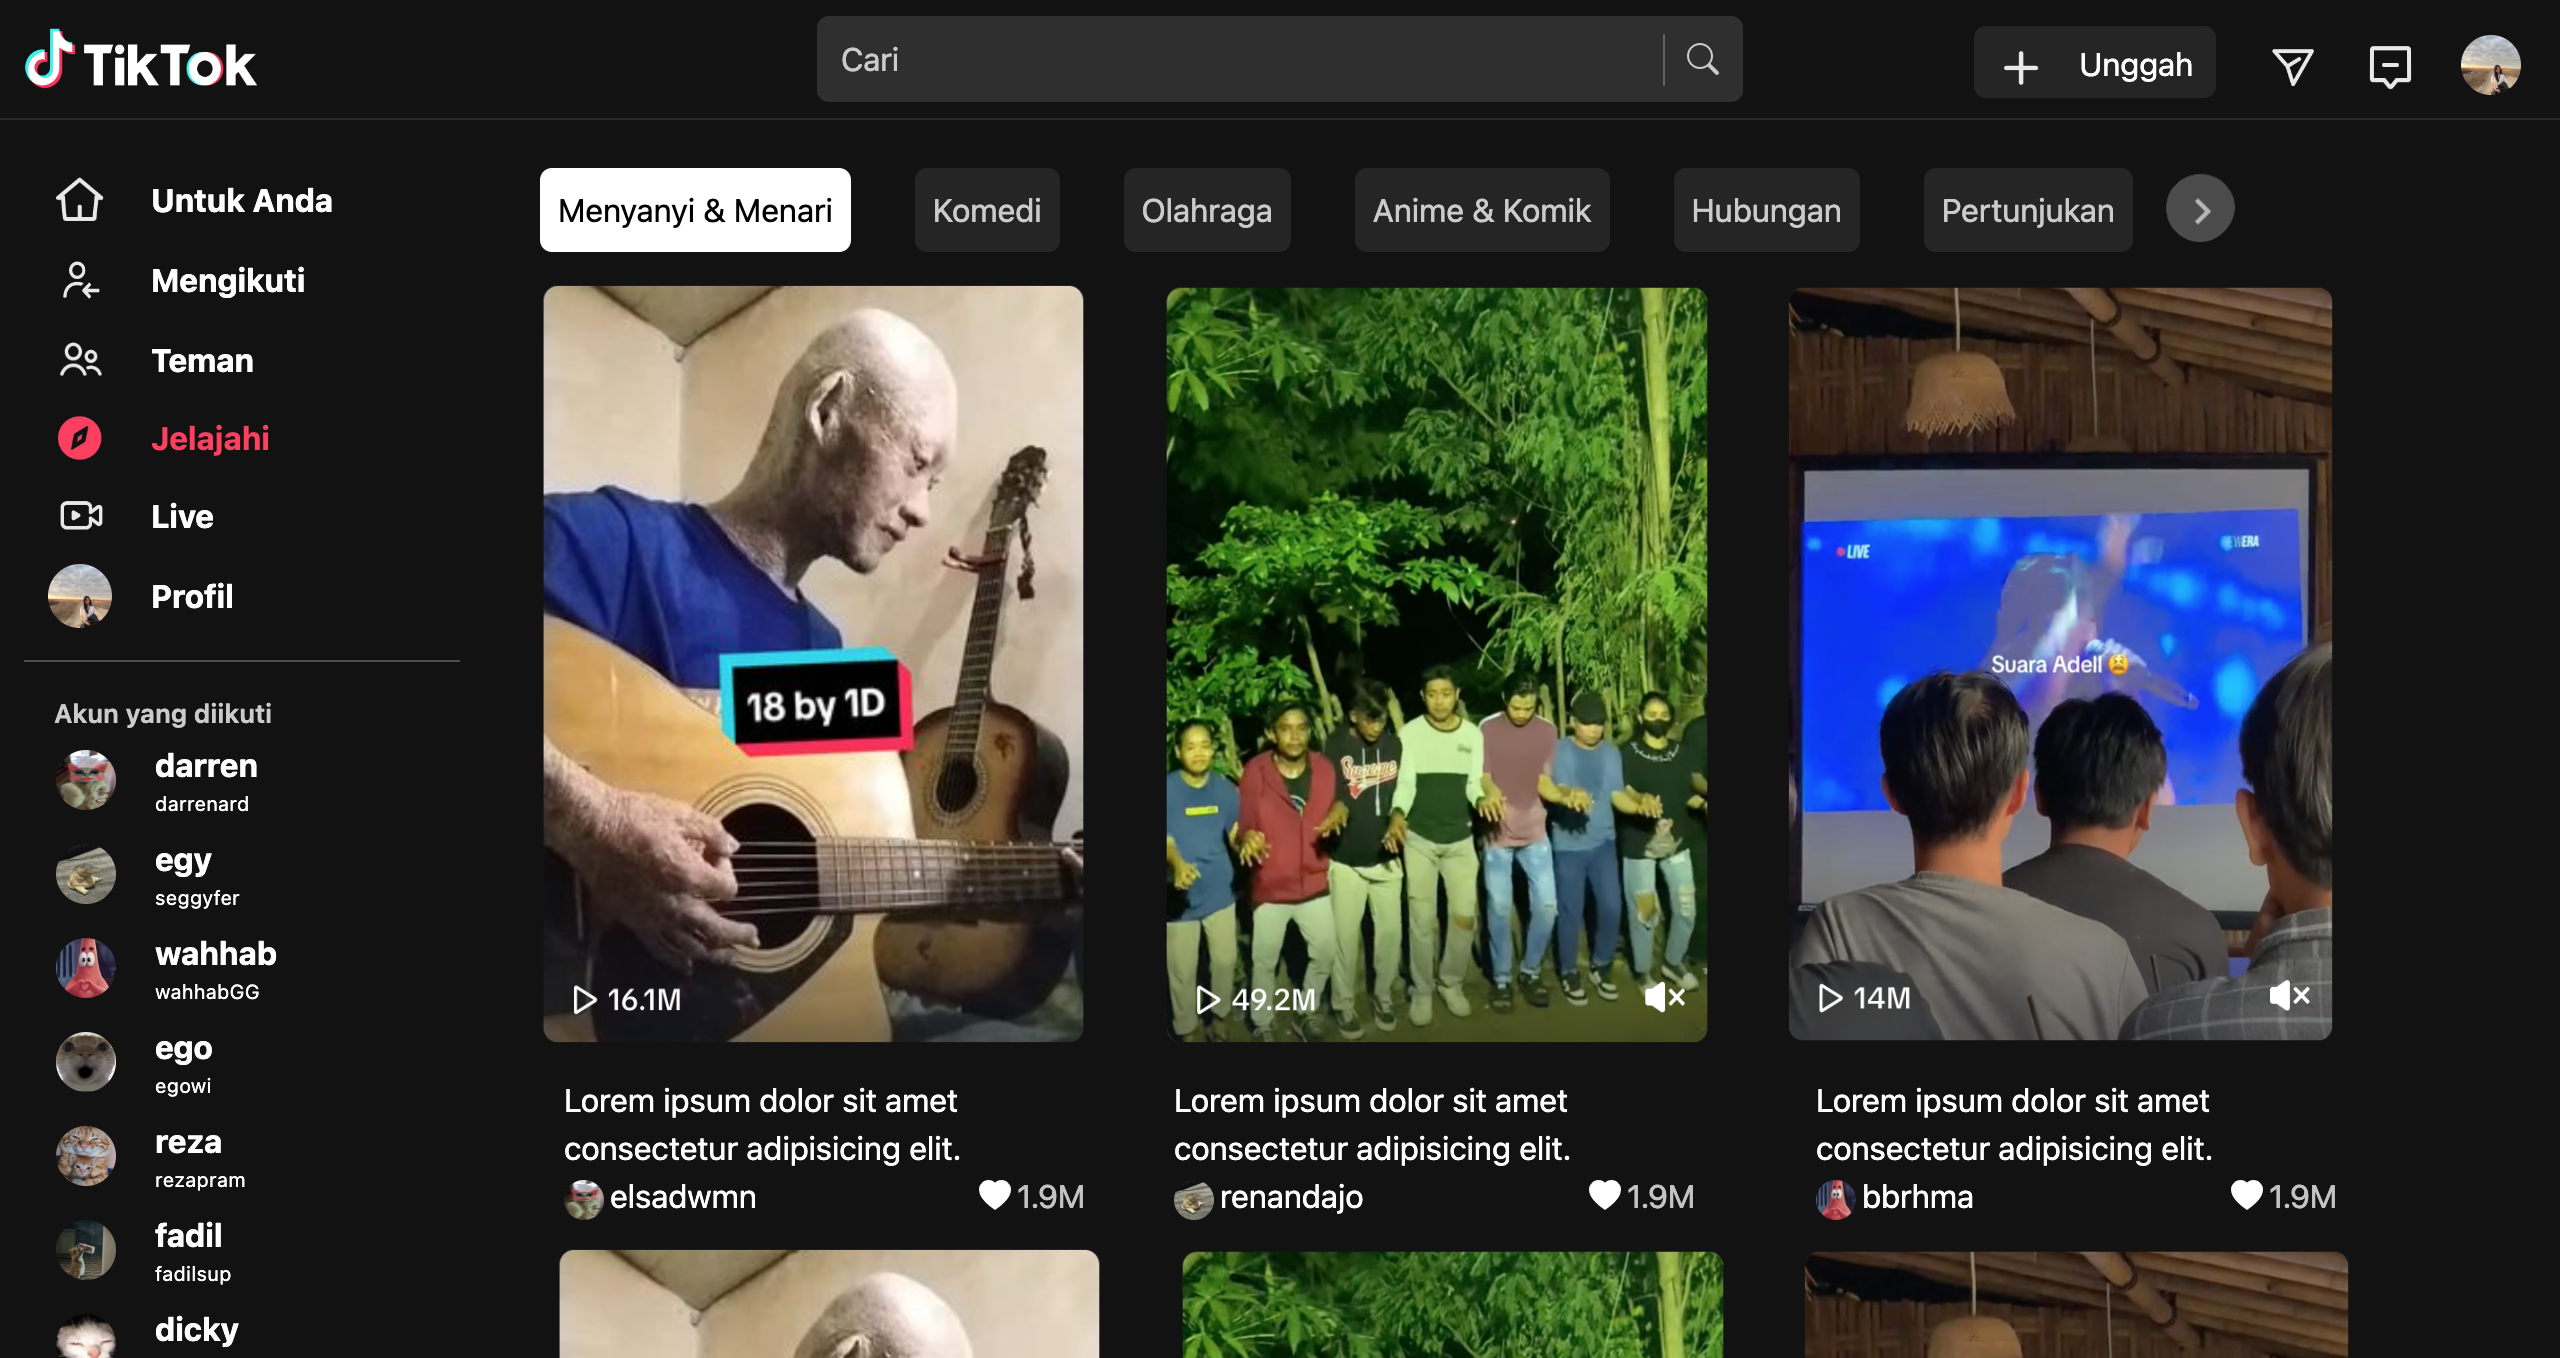 TikTok
Cari
Unggah
Untuk Anda
Mengikuti
Teman
Jelajahi
Live
Profil
Akun yang diikuti
darren
darrenard
egy
seggyfer
wahhab
wahhabGG
ego
egowi
reza
rezapram
fadil
fadilsup
dicky
Menyanyi & Menari
Komedi
Olahraga
Anime & Komik
Hubungan
Pertunjukan
18 by 1D
16.1M
Lorem ipsum dolor sit amet
consectetur adipisicing elit.
elsadwmn
1.9M
Supreme
49.2M
Lorem ipsum dolor sit amet
consectetur adipisicing elit.
renandajo
1.9M
LIVE
NEWERA
Suara Adell 😫
14M
Lorem ipsum dolor sit amet
consectetur adipisicing elit.
bbrhma
1.9M